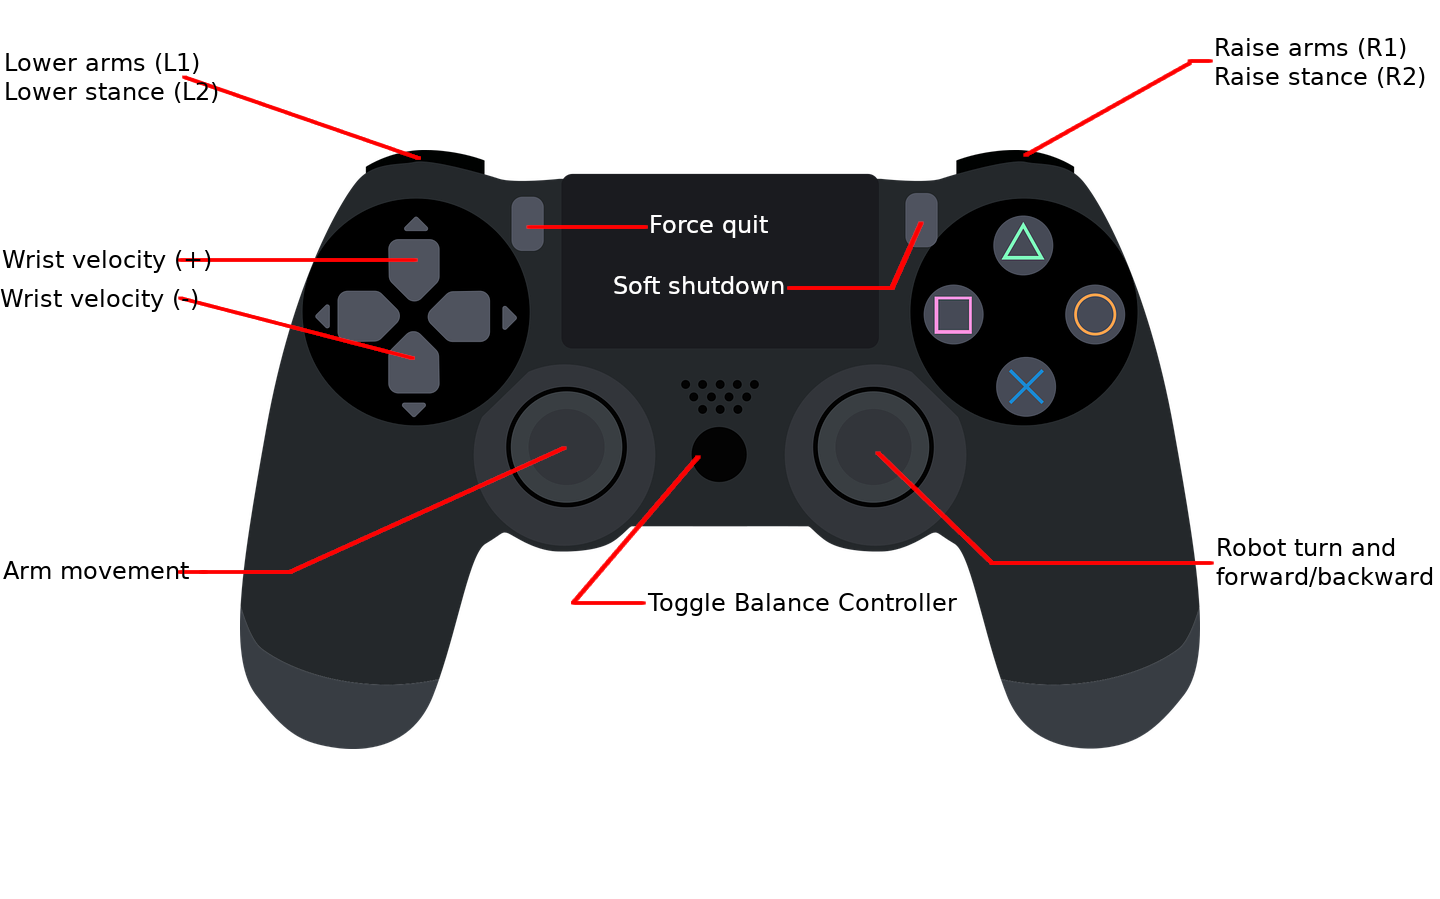 Lower arms (L1)
Lower stance (L2)
Raise arms (R1)
Raise stance (R2)
Force quit
Wrist velocity (+)
Soft shutdown
Wrist velocity (-)
Arm movement
Robot turn and
forward/backward
Toggle Balance Controller